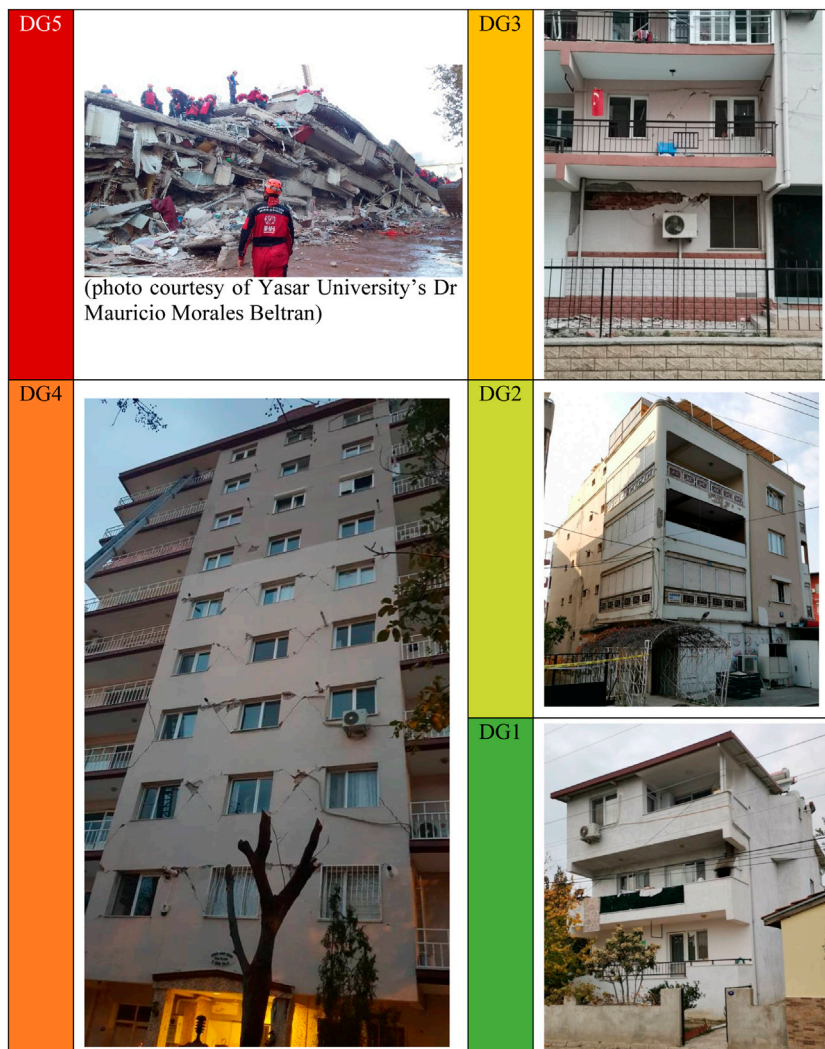 DG5
(photo courtesy of Yasar University's Dr
Mauricio Morales Beltran)
DG3
DG4
DG2
DG1